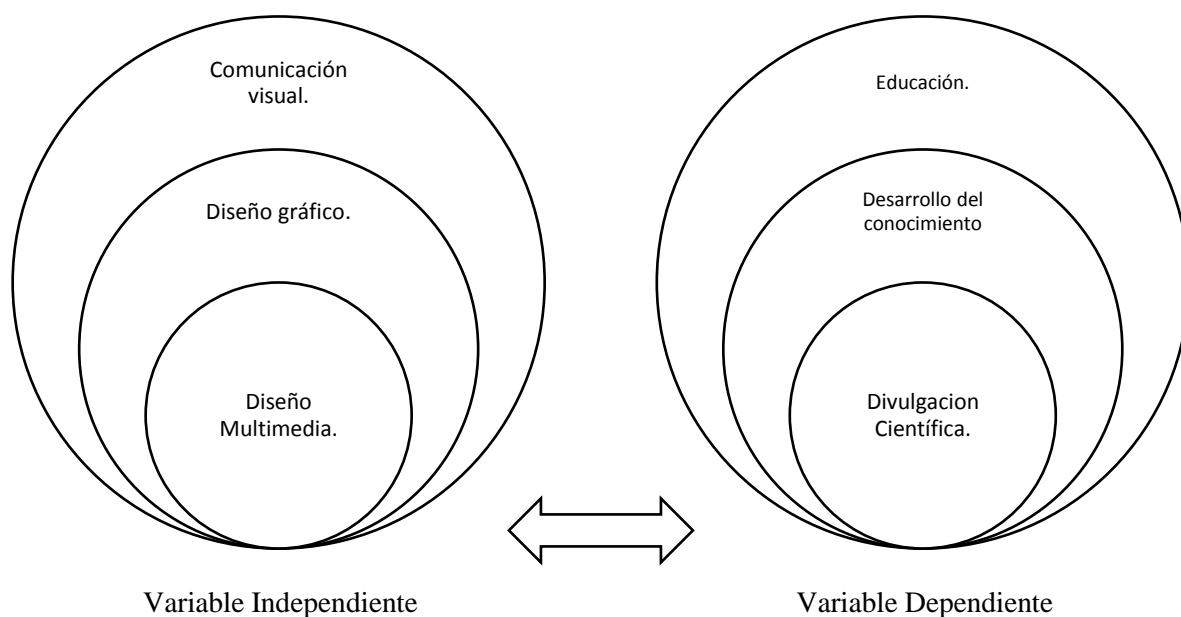 Comunicación
visual.
Diseño gráfico.
Diseño
Multimedia.
Educación.
Desarrollo del
conocimiento
Divulgacion
Científica.
Variable Independiente
Variable Dependiente